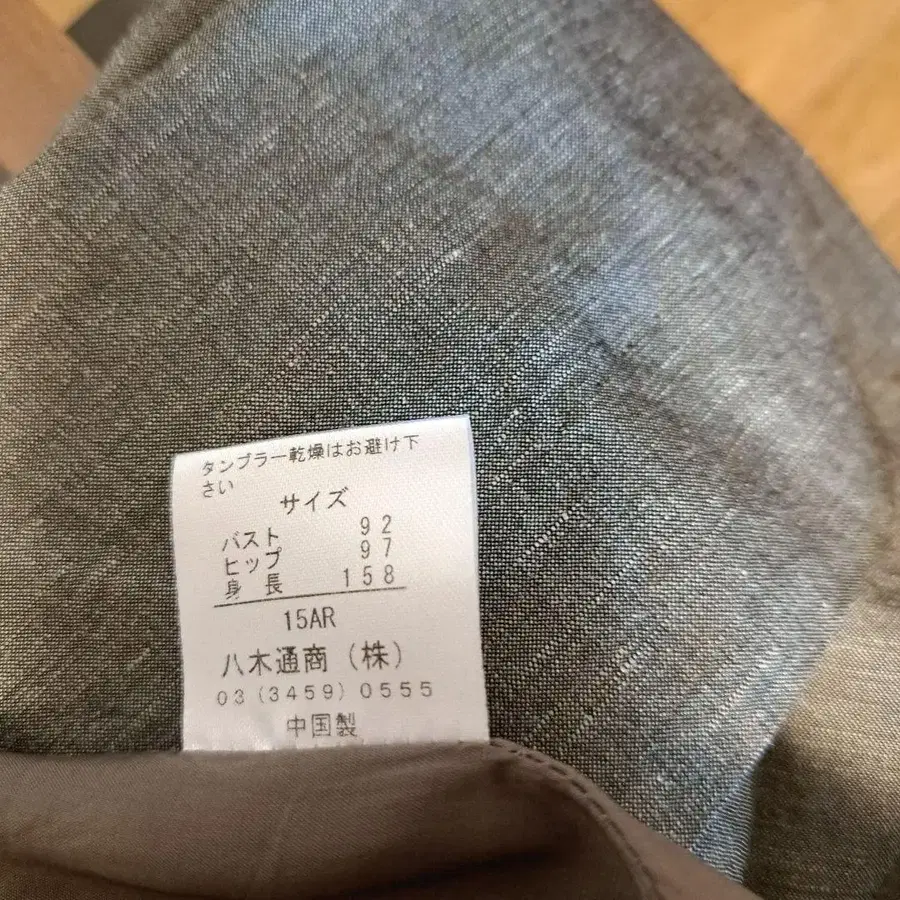 タンブラー乾燥はお避け下
さい
サイズ
バスト 92
ヒップ 97
身長 158
15AR
八木通商(株)
03(3459)0555
中国製